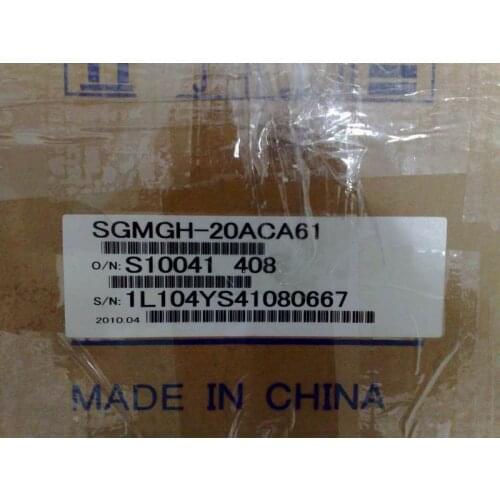 SGMGH-20ACA61
O/N: S10041 408
S/N: 1L104YS41080667
2010.04
MADE IN CHINA